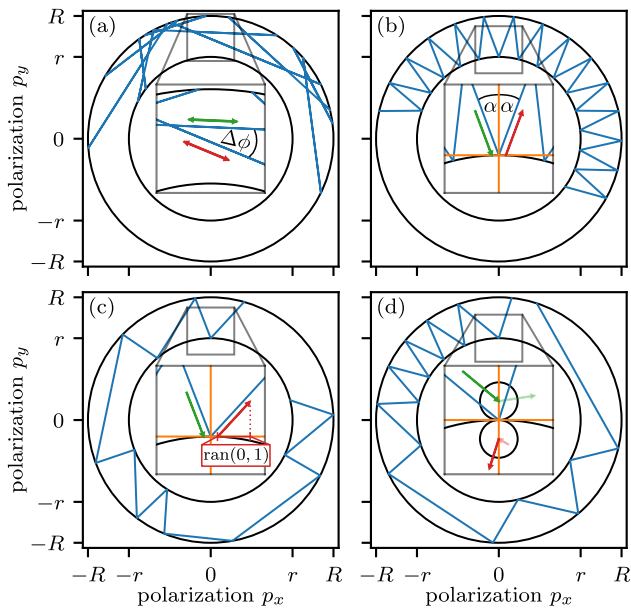 (a)
(b)
R
r
0
−r
−R
polarization p_y
Δϕ
α α
(c)
(d)
R
r
0
−r
−R
polarization p_y
ran(0, 1)
−R −r 0 r R
−R −r 0 r R
polarization p_x
polarization p_x